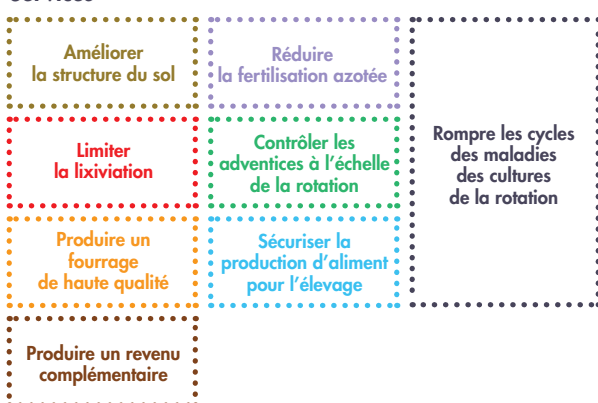 Améliorer
la structure du sol
Réduire
la fertilisation azotée
Limiter
la lixiviation
Contrôler les
adventices à l'échelle
de la rotation
Rompre les cycles
des maladies
des cultures
de la rotation
Produire un
fourrage
de haute qualité
Sécuriser la
production d'aliment
pour l'élevage
Produire un revenu
complémentaire